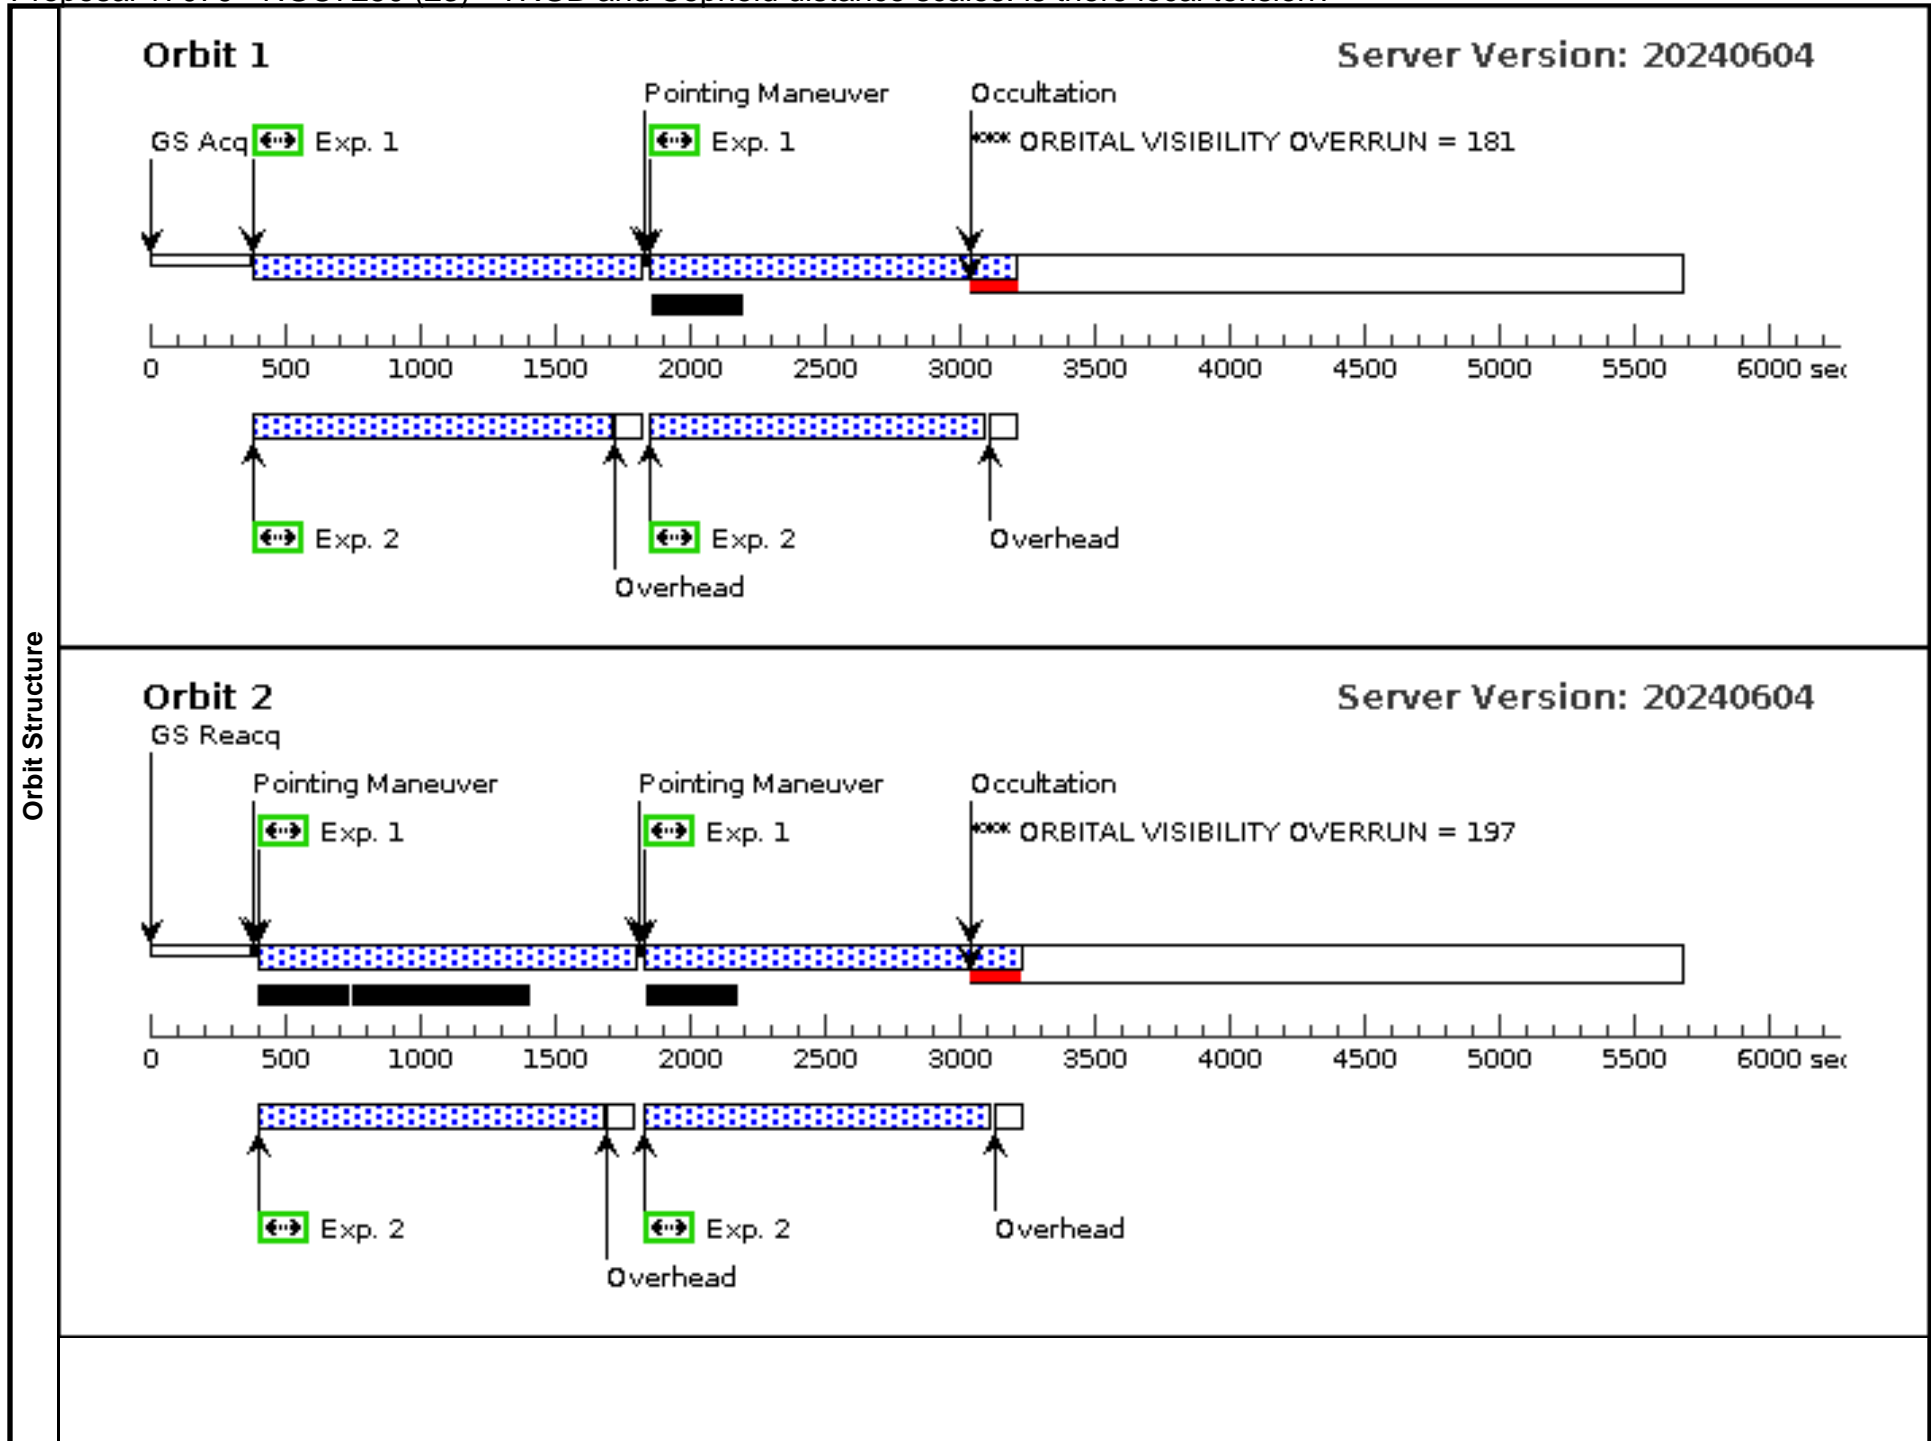 Orbit Structure
Orbit 1
Server Version: 20240604
Pointing Maneuver
Occultation
GS Acq
Exp. 1
Exp. 1
*** ORBITAL VISIBILITY OVERRUN = 181
0 500 1000 1500 2000 2500 3000 3500 4000 4500 5000 5500 6000
Exp. 2
Exp. 2
Overhead
Overhead
Orbit 2
Server Version: 20240604
GS Reacq
Pointing Maneuver
Pointing Maneuver
Occultation
Exp. 1
Exp. 1
*** ORBITAL VISIBILITY OVERRUN = 197
0 500 1000 1500 2000 2500 3000 3500 4000 4500 5000 5500 6000
Exp. 2
Exp. 2
Overhead
Overhead